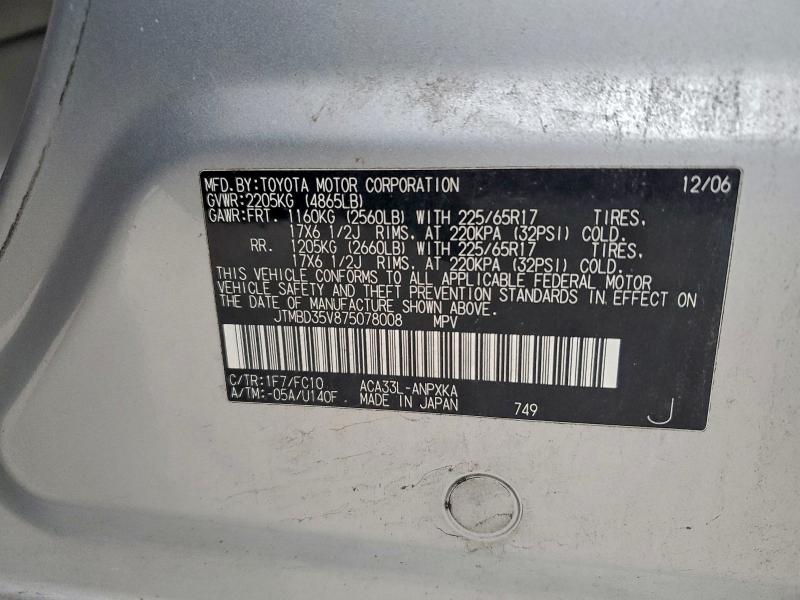 MFD.BY:TOYOTA MOTOR CORPORATION 12/06
GVWR:2205KG (4865LB)
GAWR:FRT. 1160KG (2560LB) WITH 225/65R17 TIRES,
17X6 1/2J RIMS, AT 220KPA (32PSI) COLD.
RR. 1205KG (2660LB) WITH 225/65R17 TIRES,
17X6 1/2J RIMS, AT 220KPA (32PSI) COLD.
THIS VEHICLE CONFORMS TO ALL APPLICABLE FEDERAL MOTOR
VEHICLE SAFETY AND THEFT PREVENTION STANDARDS IN EFFECT ON
THE DATE OF MANUFACTURE SHOWN ABOVE.
JTMBD35V875078008 MPV
C/TR:1F7/FC10 ACA33L-ANPXKA
A/TM:-05A/U140F MADE IN JAPAN 749 J